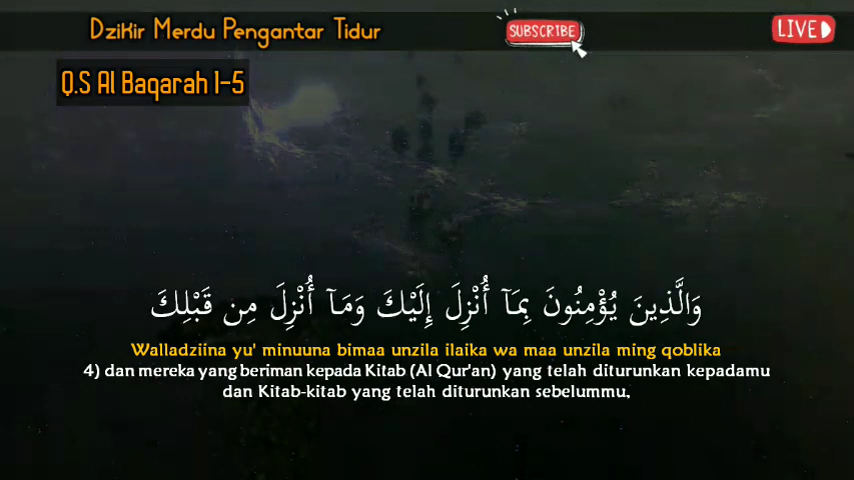 Dzikir Merdu Pengantar Tidur
SUBSCRIBE
LIVE
Q.S Al Baqarah 1-5
وَالَّذِينَ يُؤْمِنُونَ بِمَآ أُنْزِلَ إِلَيْكَ وَمَآ أُنْزِلَ مِن قَبْلِكَ
Walladziina yu' minuuna bimaa unzila ilaika wa maa unzila ming qoblika
4) dan mereka yang beriman kepada Kitab (Al Qur'an) yang telah diturunkan kepadamu
dan Kitab-kitab yang telah diturunkan sebelummu,